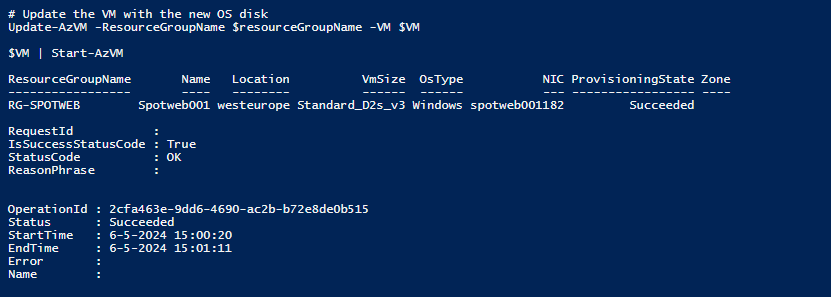 # Update the VM with the new OS disk
Update-AzVM -ResourceGroupName $resourceGroupName -VM $VM
$VM | Start-AzVM
ResourceGroupName Name Location VmSize OsType NIC ProvisioningState Zone
----------------- ---- -------- ------ ------ --- ----------------- ----
RG-SPOTWEB Spotweb001 westeurope Standard_D2s_v3 Windows spotweb001182 Succeeded
RequestId :
IsSuccessStatusCode : True
StatusCode : OK
ReasonPhrase :
OperationId : 2cfa463e-9dd6-4690-ac2b-b72e8de0b515
Status : Succeeded
StartTime : 6-5-2024 15:00:20
EndTime : 6-5-2024 15:01:11
Error :
Name :